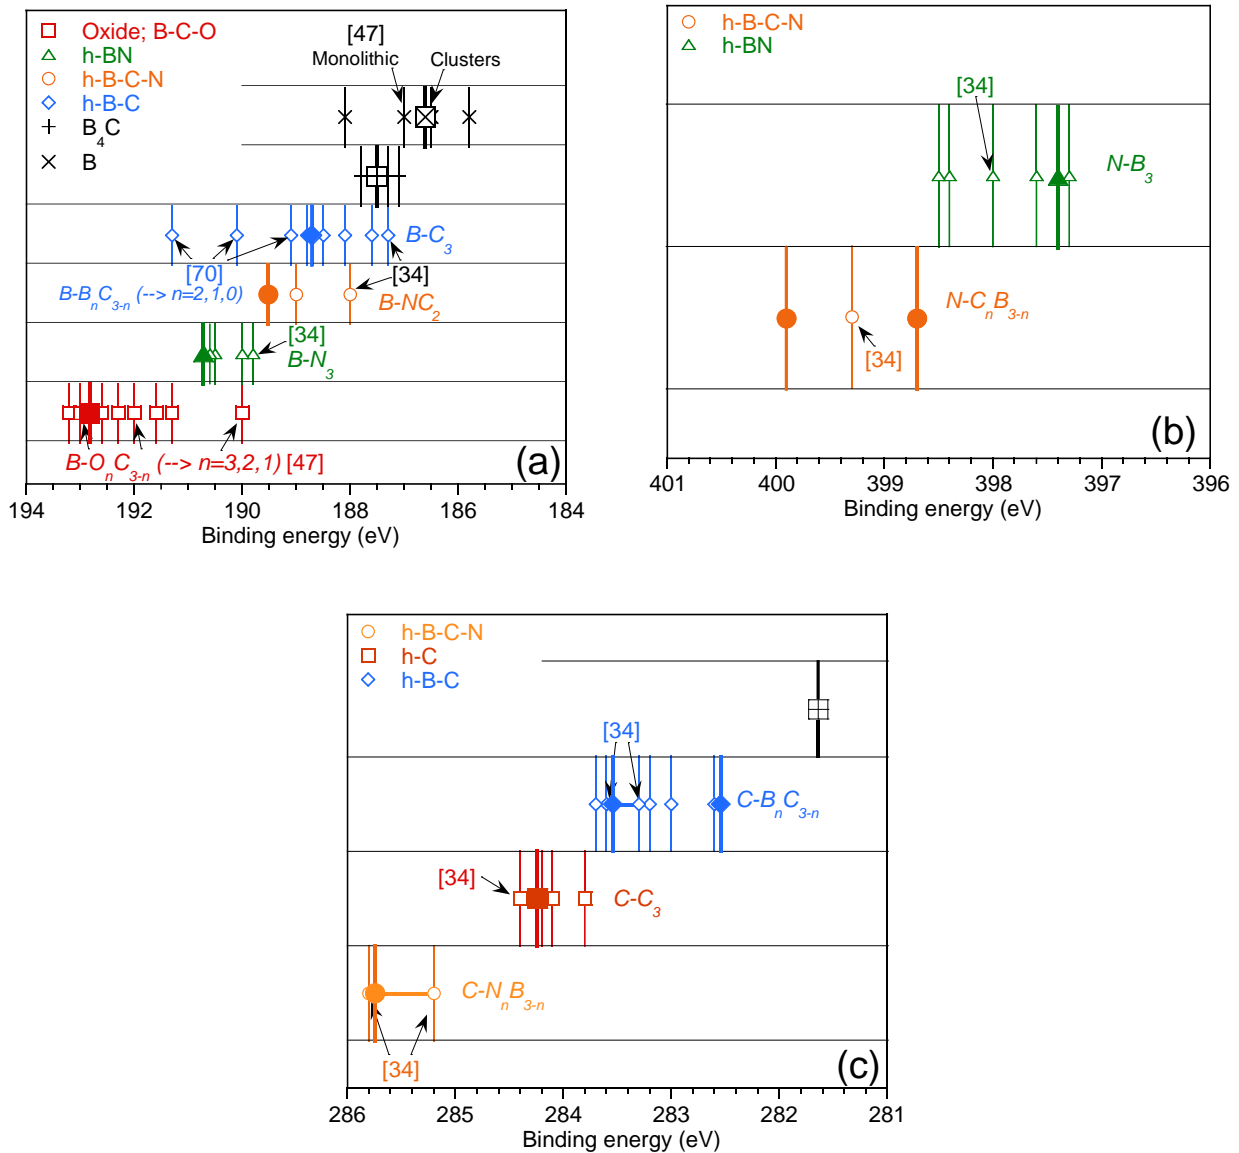 Oxide; B-C-O
h-BN
h-B-C-N
h-B-C
B4C
B
[47]
Monolithic Clusters
B-C3
[70]
[34]
B-BnC3-n (--> n=2,1,0)
B-NC2
[34]
B-N3
B-OnC3-n (--> n=3,2,1) [47]
(a)
194 192 190 188 186 184
Binding energy (eV)
h-B-C-N
h-BN
[34]
N-B3
N-CnB3-n
[34]
(b)
401 400 399 398 397 396
Binding energy (eV)
h-B-C-N
h-C
h-B-C
[34]
C-BnC3-n
[34]
C-C3
C-NnB3-n
[34]
(c)
286 285 284 283 282 281
Binding energy (eV)